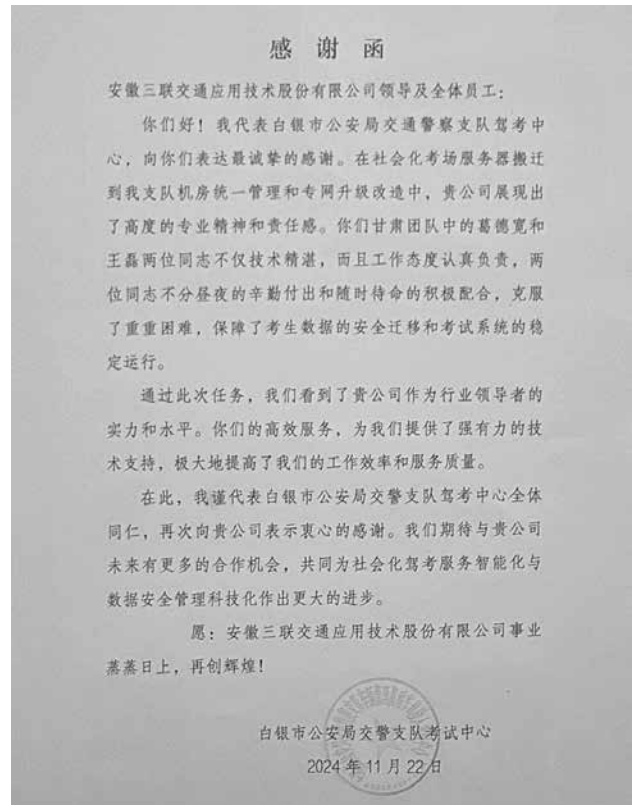 感谢函
安徽三联交通应用技术股份有限公司领导及全体员工：
你们好！我代表白银市公安局交通警察支队驾考中
心，向你们表达最诚挚的感谢。在社会化考场服务器搬迁
到我支队机房统一管理和专网升级改造中，贵公司展现出
了高度的专业精神和责任感。你们甘肃团队中的葛德宽和
王磊两位同志不仅技术精湛，而且工作态度认真负责，两
位同志不分昼夜的辛勤付出和随时待命的积极配合，克服
了重重困难，保障了考生数据的安全迁移和考试系统的稳
定运行。
通过此次任务，我们看到了贵公司作为行业领导者的
实力和水平。你们的高效服务，为我们提供了强有力的技
术支持，极大地提高了我们的工作效率和服务质量。
在此，我谨代表白银市公安局交警支队驾考中心全体
同仁，再次向贵公司表示衷心的感谢。我们期待与贵公司
未来有更多的合作机会，共同为社会化驾考服务智能化与
数据安全管理科技化作出更大的进步。
愿：安徽三联交通应用技术股份有限公司事业
蒸蒸日上，再创辉煌！
白银市公安局交警支队考试中心
2024年11月22日